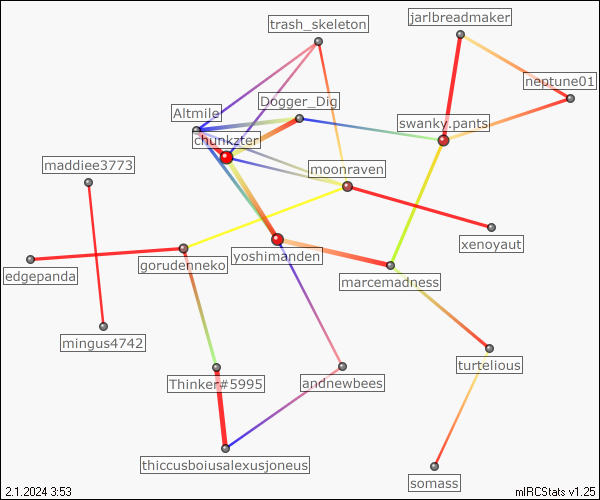 jarlbreadmaker
trash_skeleton
neptune01
Dogger_Dig
Altmile
swanky.pants
chunkzter
maddiee3773
moonraven
xenoyaut
yoshimanden
gorudenneko
edgepanda
marcemadness
mingus4742
turtelious
Thinker#5995
andnewbees
thiccusboiusalexusjoneus
somass
2.1.2024 3:53
mIRCStats v1.25